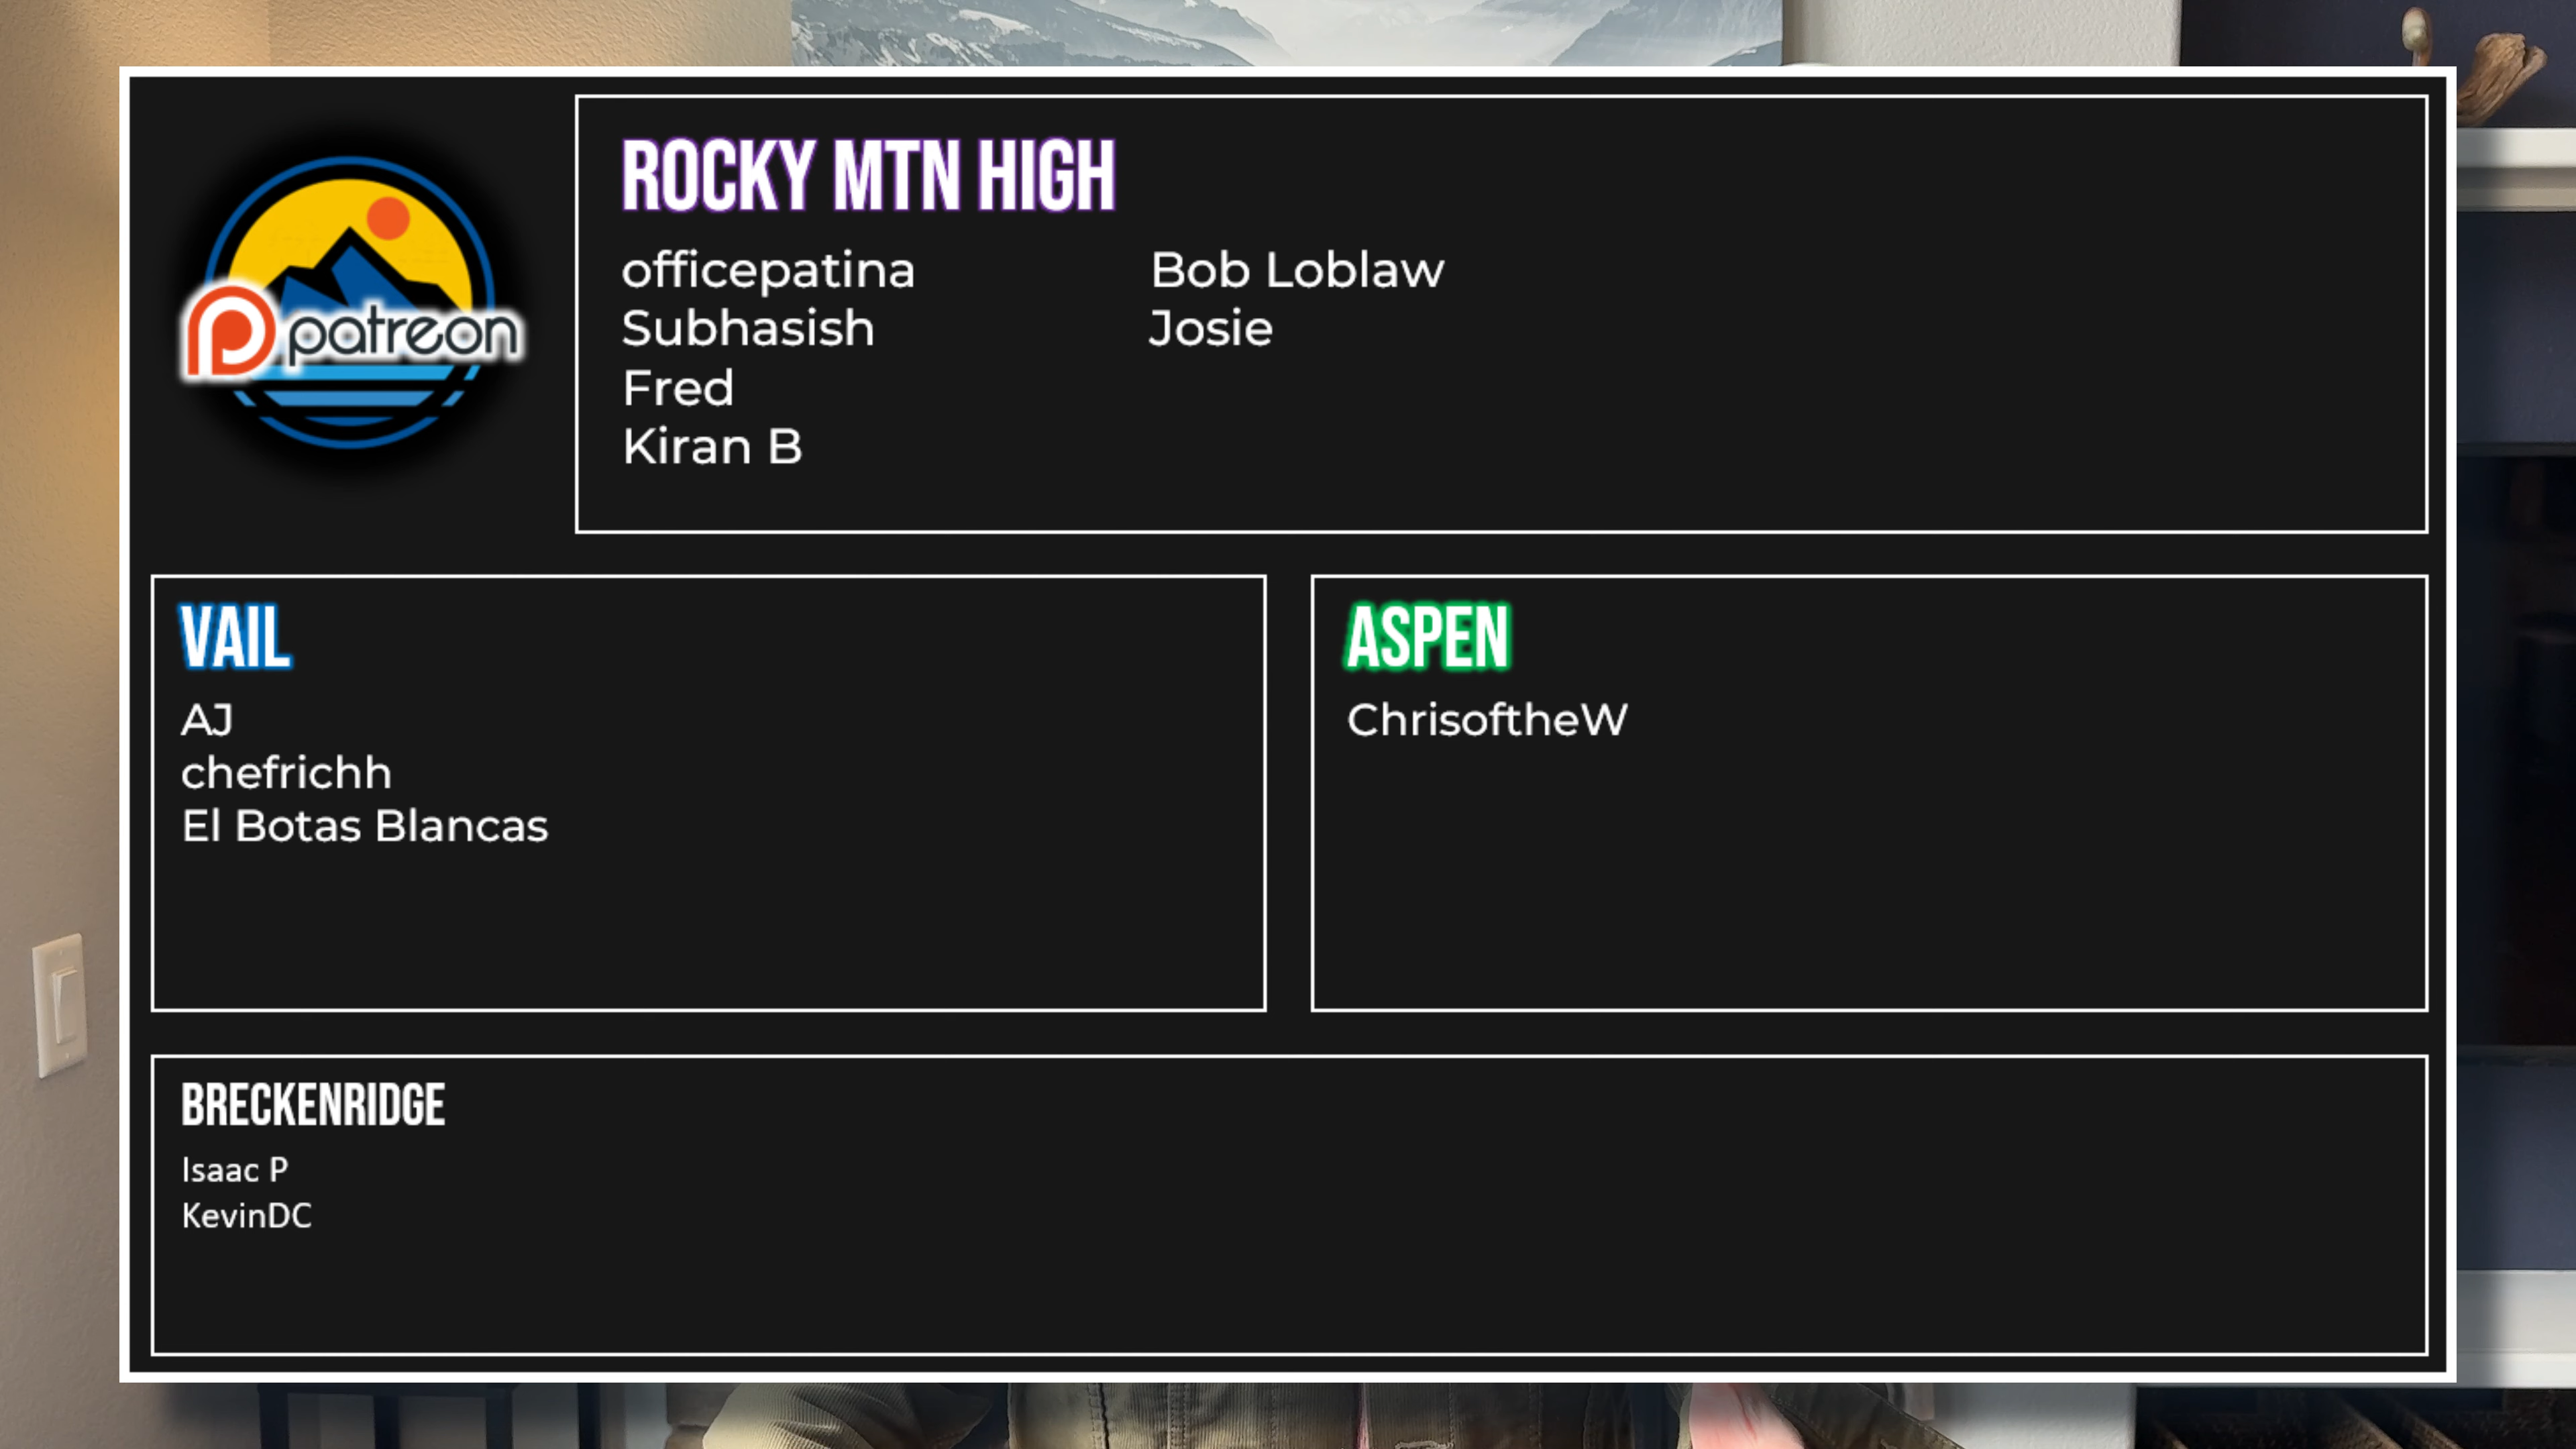 patreon
ROCKY MTN HIGH
officepatina
Subhasish
Fred
Kiran B
Bob Loblaw
Josie
VAIL
AJ
chefrichh
El Botas Blancas
ASPEN
ChrisoftheW
BRECKENRIDGE
Isaac P
KevinDC